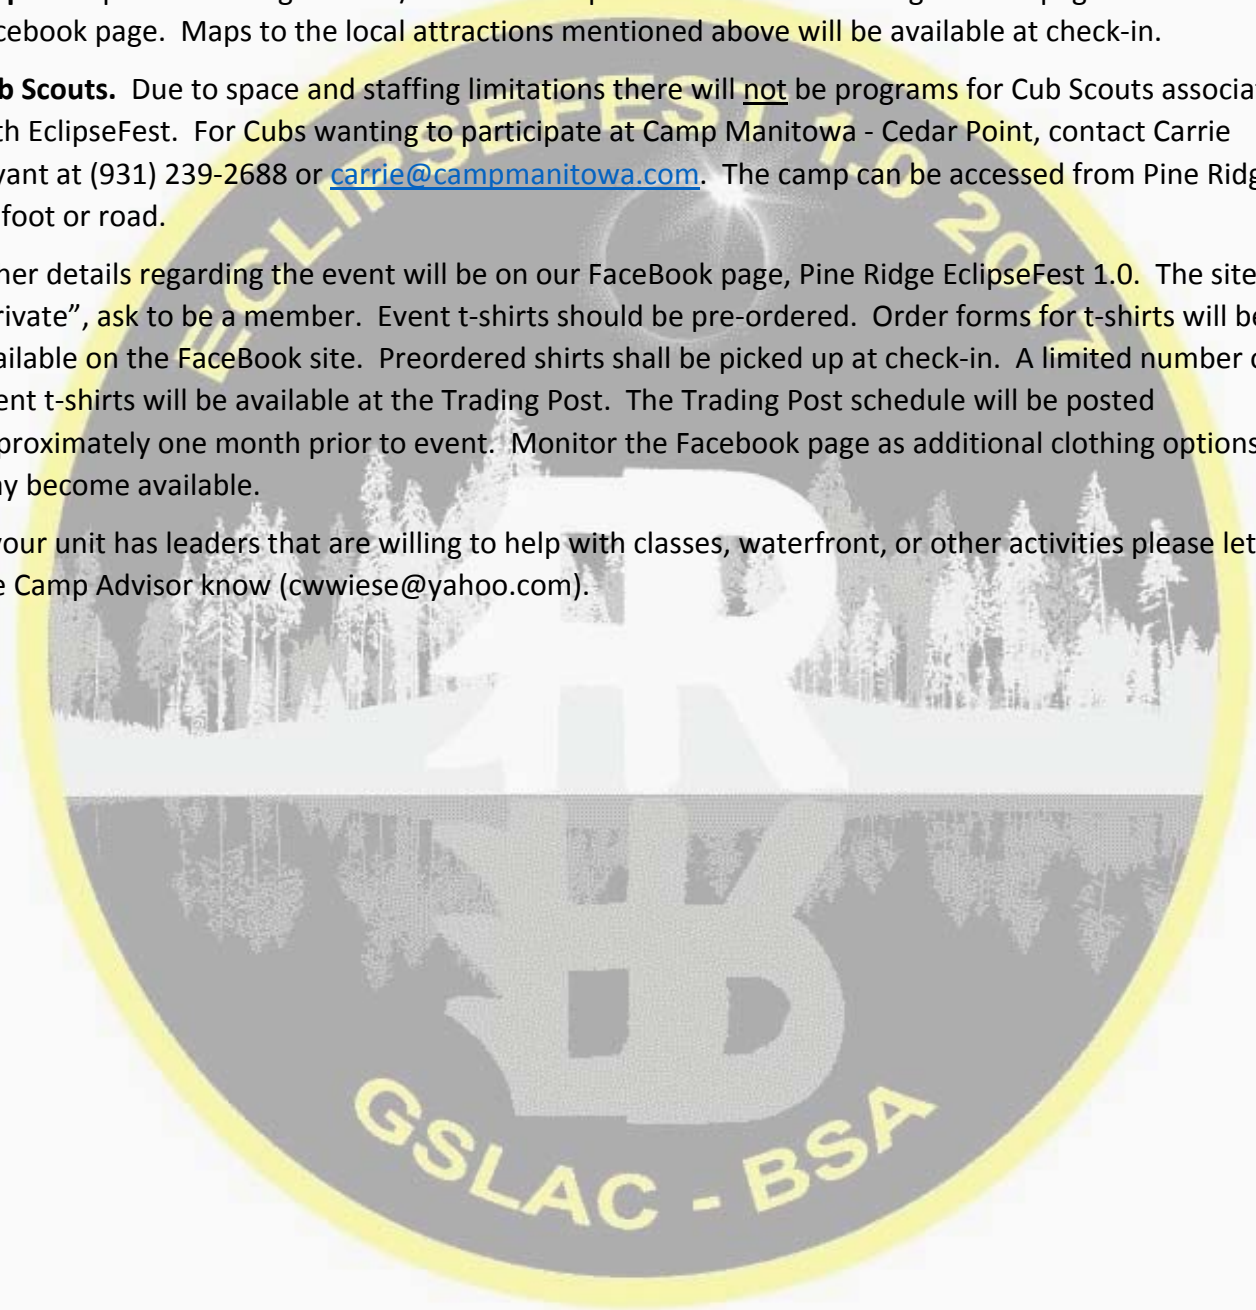 cebook page.  Maps to the local attractions mentioned above will be available at check-in.
b Scouts.  Due to space and staffing limitations there will not be programs for Cub Scouts associa
th EclipseFest.  For Cubs wanting to participate at Camp Manitowa - Cedar Point, contact Carrie
yant at (931) 239-2688 or carrie@campmanitowa.com.  The camp can be accessed from Pine Ridg
foot or road.
her details regarding the event will be on our FaceBook page, Pine Ridge EclipseFest 1.0.  The site
rivate”, ask to be a member.  Event t-shirts should be pre-ordered.  Order forms for t-shirts will be
ailable on the FaceBook site.  Preordered shirts shall be picked up at check-in.  A limited number o
ent t-shirts will be available at the Trading Post.  The Trading Post schedule will be posted
proximately one month prior to event.  Monitor the Facebook page as additional clothing options
ay become available.
your unit has leaders that are willing to help with classes, waterfront, or other activities please let
e Camp Advisor know (cwwiese@yahoo.com).
ECLIPSEFEST 1.0 2017
PR
GSLAC - BSA